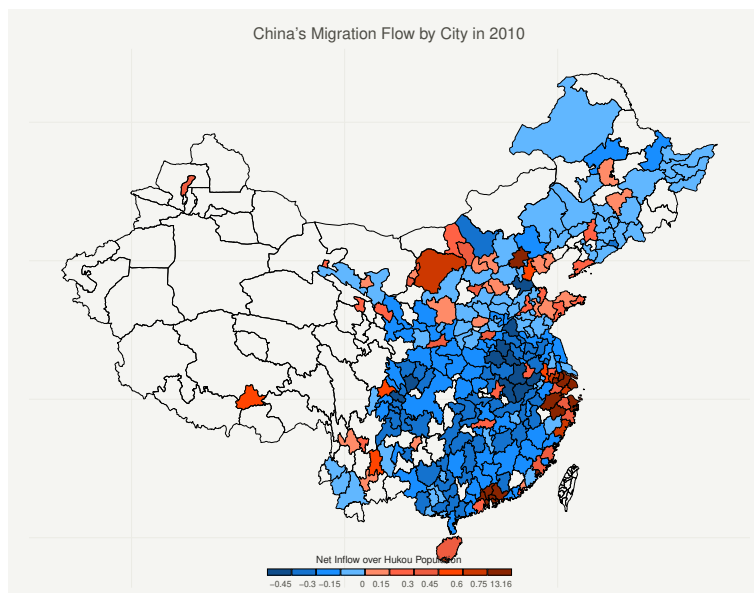 China's Migration Flow by City in 2010
Net Inflow over Hukou Population
−0.45 −0.3 −0.15 0 0.15 0.3 0.45 0.6 0.75 13.16